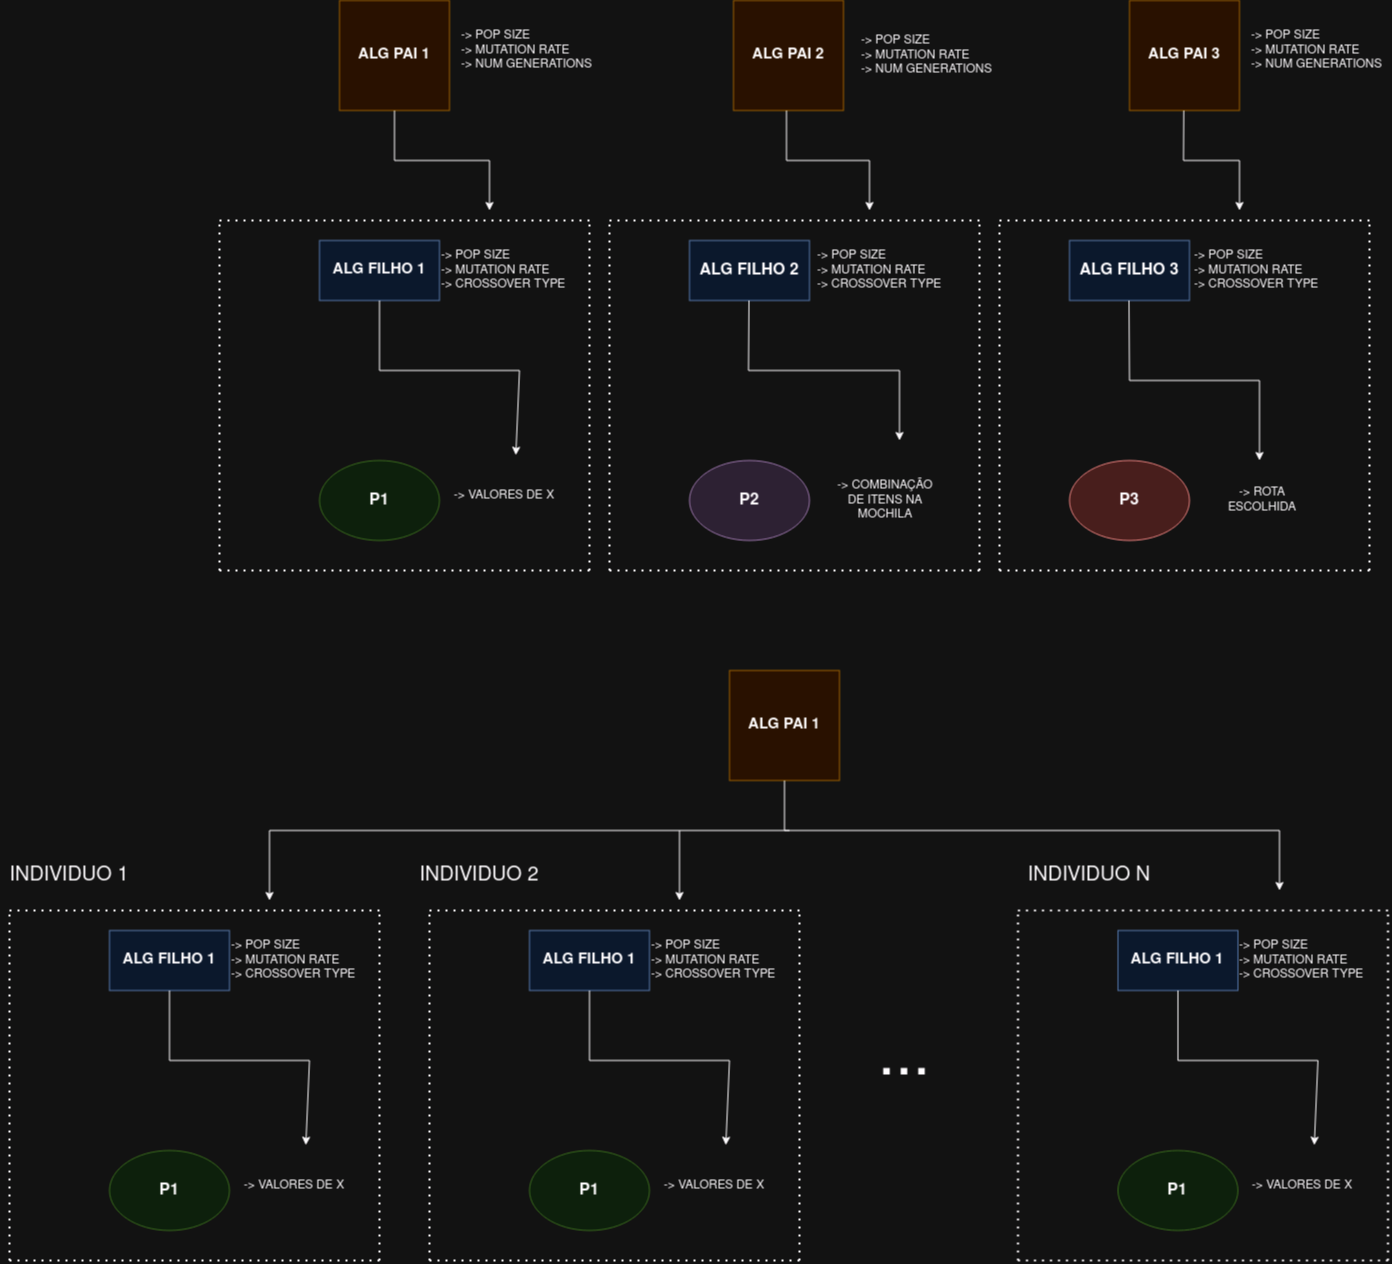 ALG PAI 1
-> POP SIZE
-> MUTATION RATE
-> NUM GENERATIONS
ALG PAI 2
-> POP SIZE
-> MUTATION RATE
-> NUM GENERATIONS
ALG PAI 3
-> POP SIZE
-> MUTATION RATE
-> NUM GENERATIONS
ALG FILHO 1
-> POP SIZE
-> MUTATION RATE
-> CROSSOVER TYPE
P1
-> VALORES DE X
ALG FILHO 2
-> POP SIZE
-> MUTATION RATE
-> CROSSOVER TYPE
P2
-> COMBINAÇÃO
DE ITENS NA
MOCHILA
ALG FILHO 3
-> POP SIZE
-> MUTATION RATE
-> CROSSOVER TYPE
P3
-> ROTA
ESCOLHIDA
ALG PAI 1
INDIVIDUO 1
ALG FILHO 1
-> POP SIZE
-> MUTATION RATE
-> CROSSOVER TYPE
P1
-> VALORES DE X
INDIVIDUO 2
ALG FILHO 1
-> POP SIZE
-> MUTATION RATE
-> CROSSOVER TYPE
P1
-> VALORES DE X
...
INDIVIDUO N
ALG FILHO 1
-> POP SIZE
-> MUTATION RATE
-> CROSSOVER TYPE
P1
-> VALORES DE X